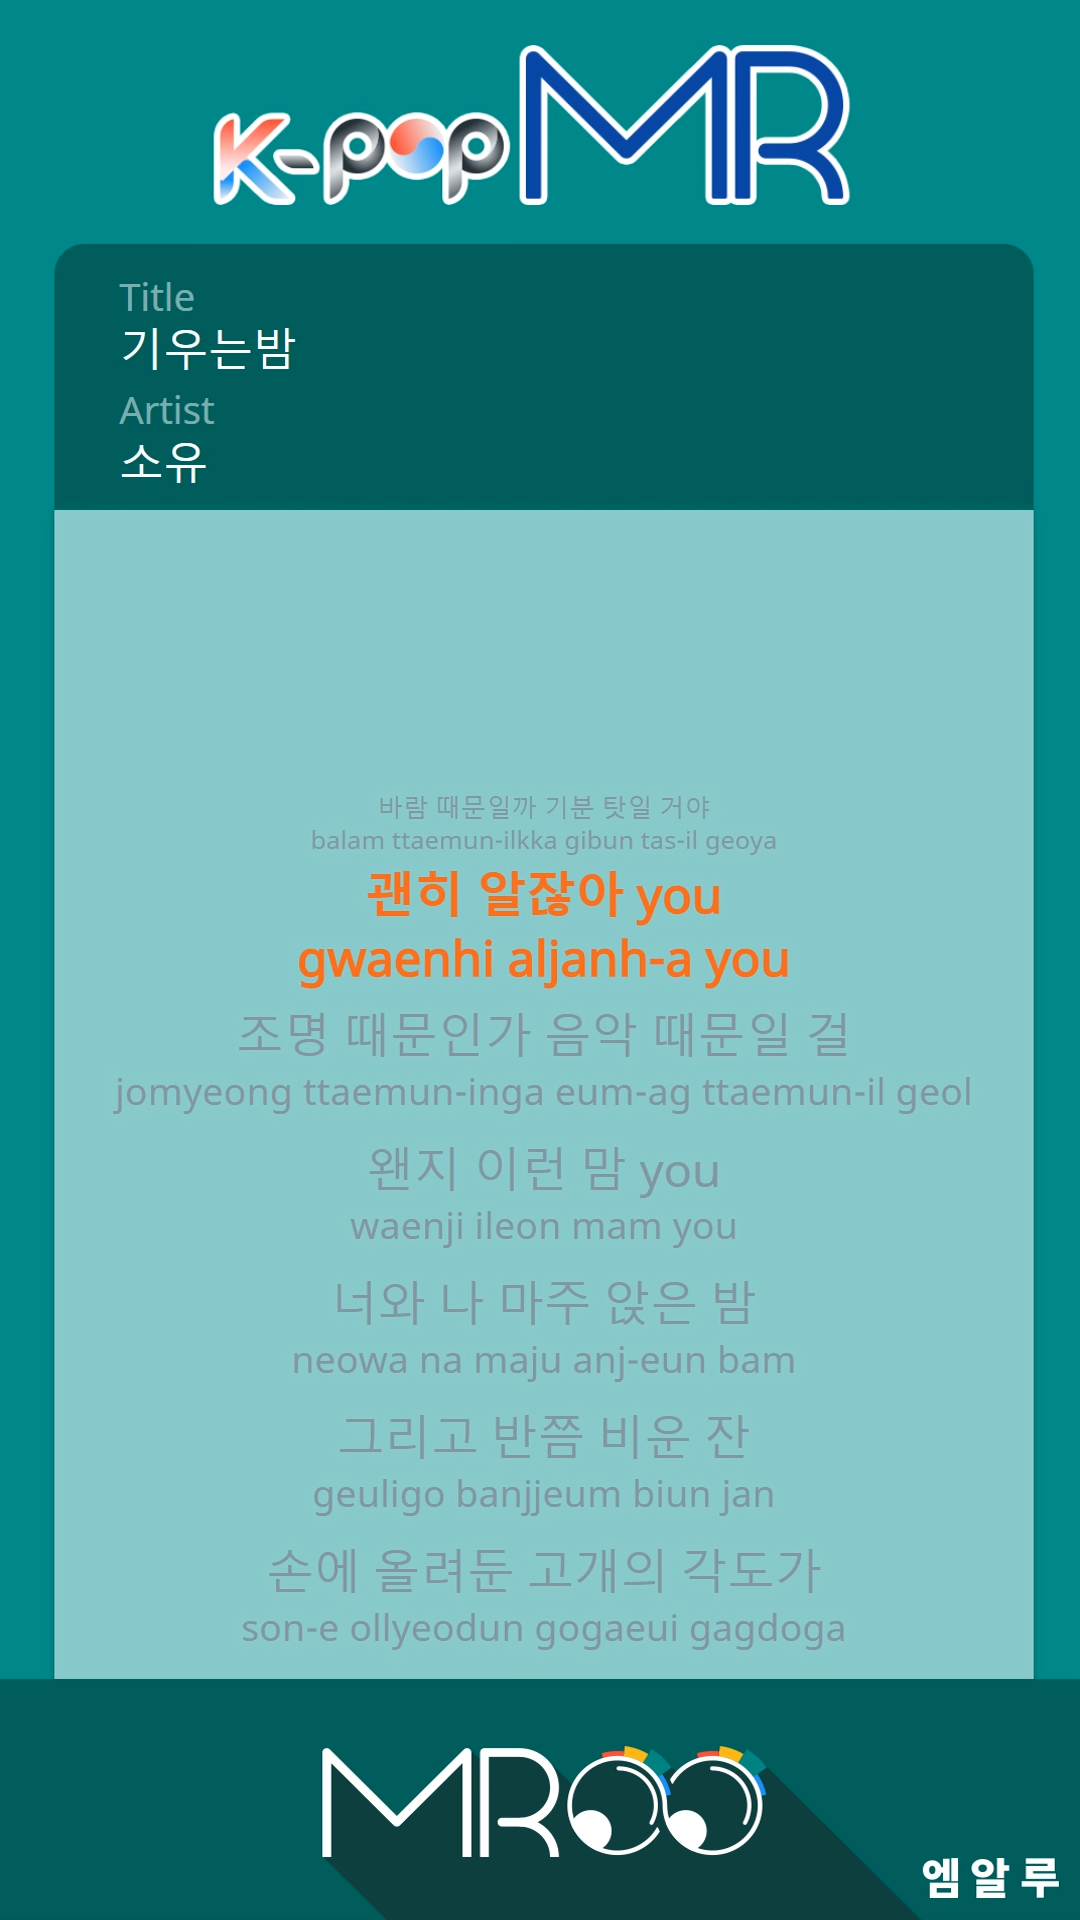 K-pop MR
Title
기우는밤
Artist
소유
바람 때문일까 기분 탓일 거야
balam ttaemun-ilkka gibun tas-il geoya
괜히 알잖아 you
gwaenhi aljanh-a you
조명 때문인가 음악 때문일 걸
jomyeong ttaemun-inga eum-ag ttaemun-il geol
왠지 이런 맘 you
waenji ileon mam you
너와 나 마주 앉은 밤
neowa na maju anj-eun bam
그리고 반쯤 비운 잔
geuligo banjjeum biun jan
손에 올려둔 고개의 각도가
son-e ollyeodun gogaeui gagdoga
MROO
엠알루